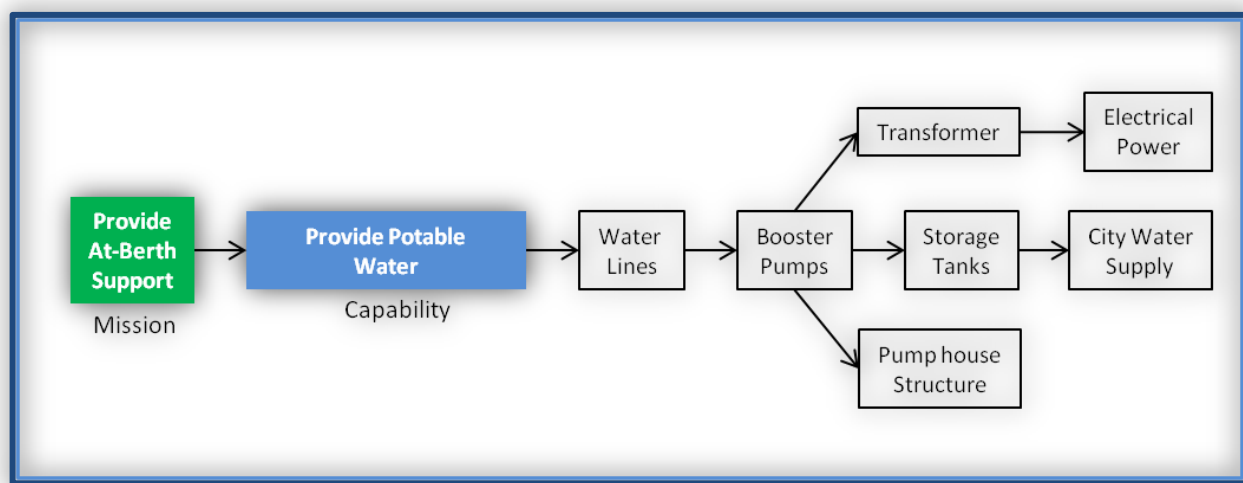 Provide
At-Berth
Support
Mission
Provide Potable
Water
Capability
Water
Lines
Booster
Pumps
Transformer
Electrical
Power
Storage
Tanks
City Water
Supply
Pump house
Structure